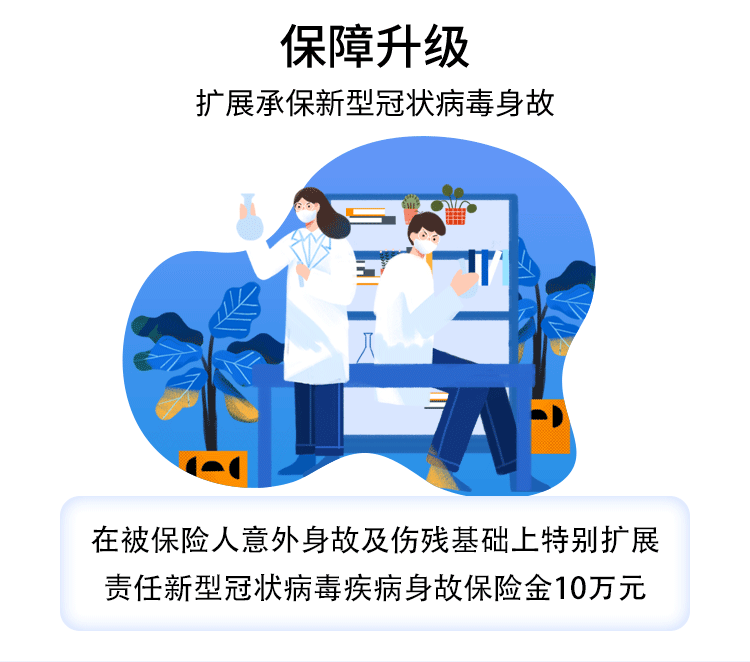 保障升级
扩展承保新型冠状病毒身故
在被保险人意外身故及伤残基础上特别扩展
责任新型冠状病毒疾病身故保险金10万元